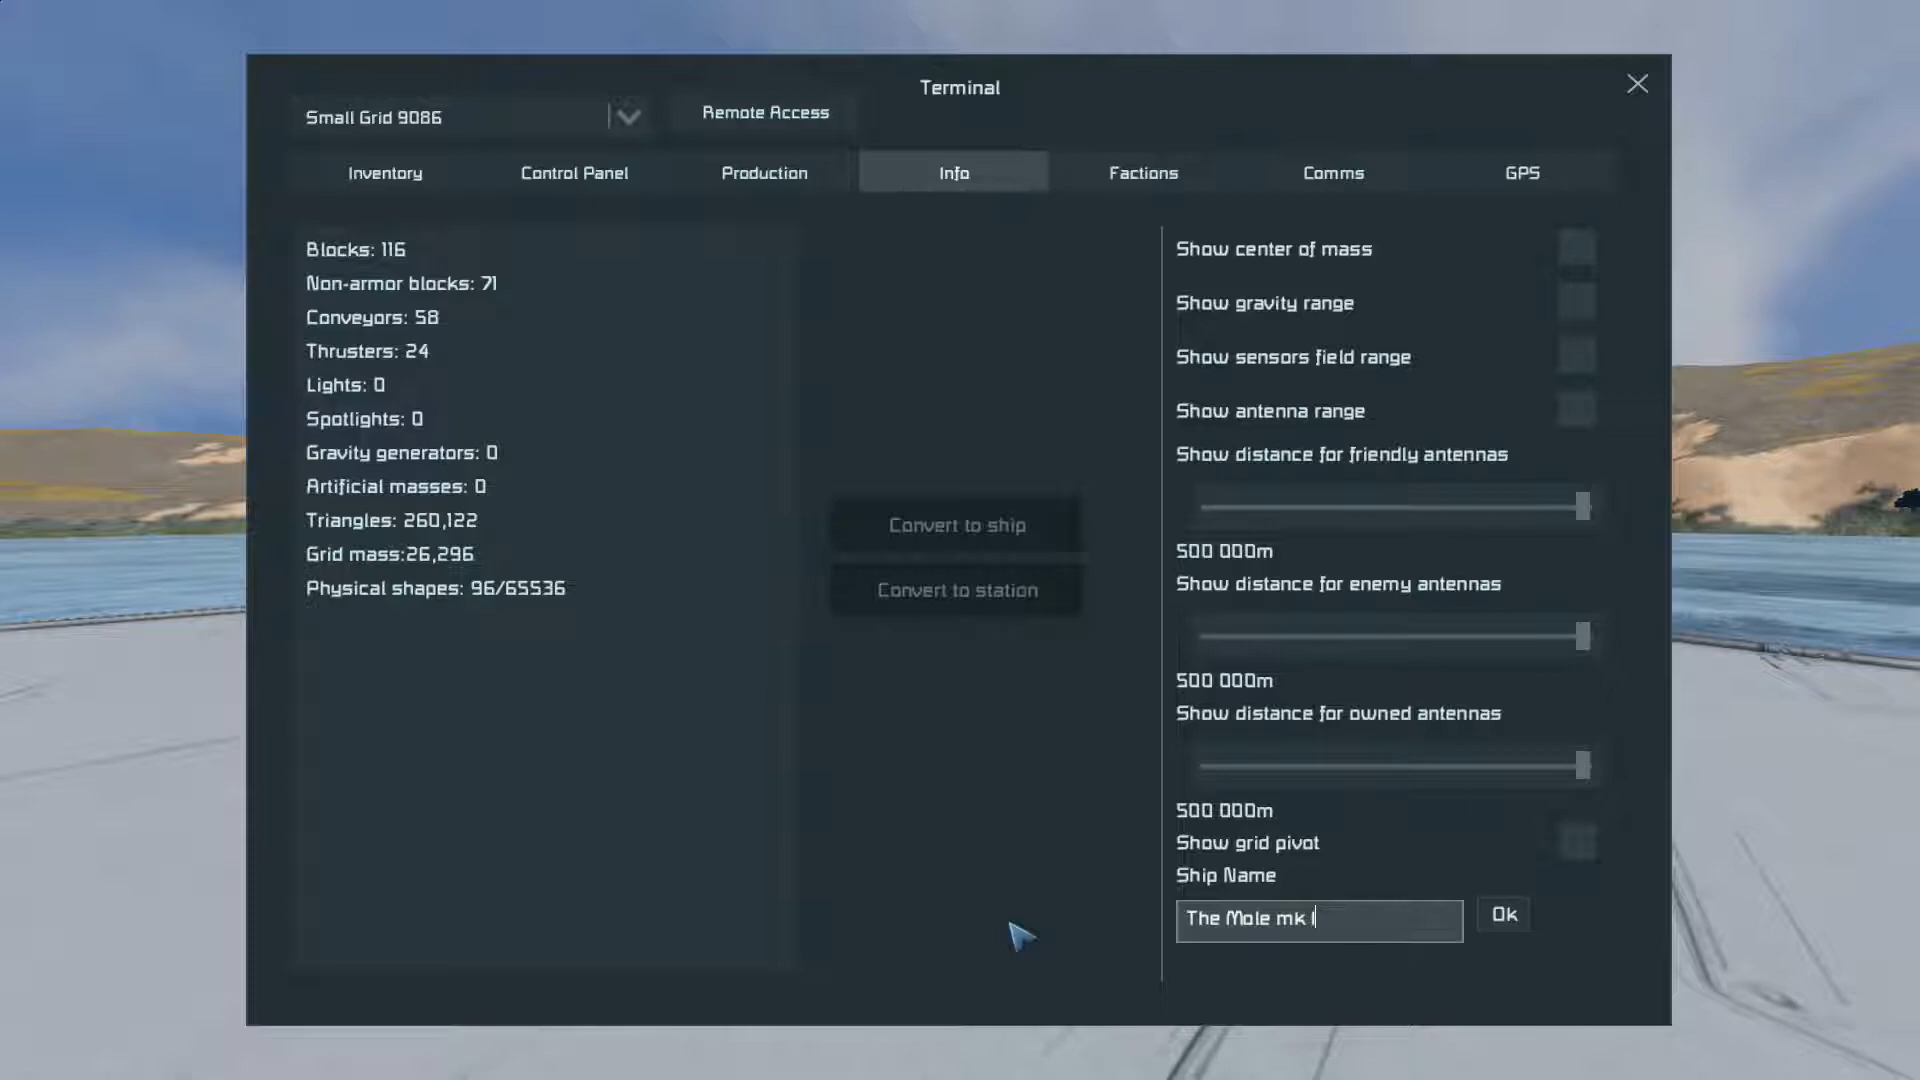 Terminal
Small Grid 9086
Remote Access
Inventory
Control Panel
Production
Info
Factions
Comms
GPS
Blocks: 116
Non-armor blocks: 71
Conveyors: 58
Thrusters: 24
Lights: 0
Spotlights: 0
Gravity generators: 0
Artificial masses: 0
Triangles: 260,122
Grid mass:26,296
Physical shapes: 96/65536
Convert to ship
Convert to station
Show center of mass
Show gravity range
Show sensors field range
Show antenna range
Show distance for friendly antennas
500 000m
Show distance for enemy antennas
500 000m
Show distance for owned antennas
500 000m
Show grid pivot
Ship Name
The Mole mk I
Ok